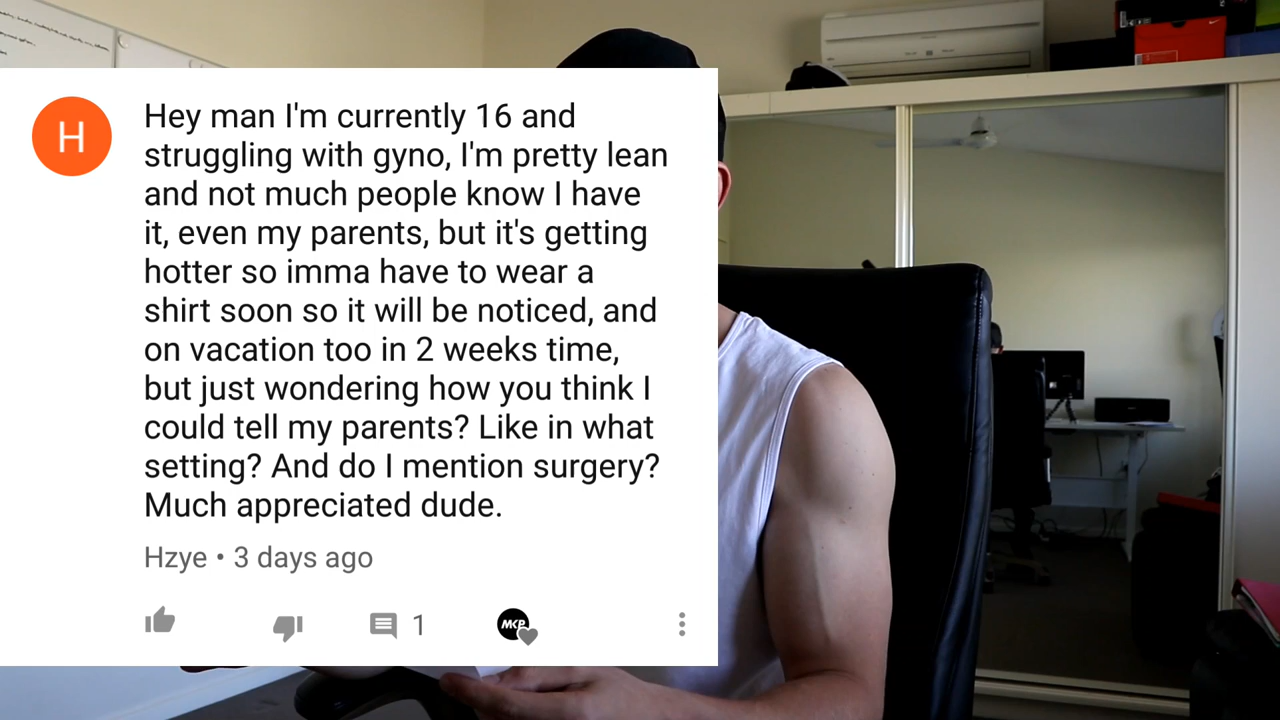 H
Hey man I'm currently 16 and
struggling with gyno, I'm pretty lean
and not much people know I have
it, even my parents, but it's getting
hotter so imma have to wear a
shirt soon so it will be noticed, and
on vacation too in 2 weeks time,
but just wondering how you think I
could tell my parents? Like in what
setting? And do I mention surgery?
Much appreciated dude.
Hzye • 3 days ago
1
MKP